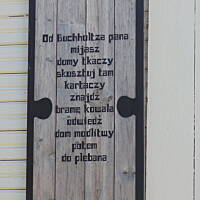 Od Buchholtza pana
mijasz
domy tkaczy
skosztuj tam
kartaczy
znajdź
bramę kowala
odwiedź
dom modlitwy
potem
do plebana